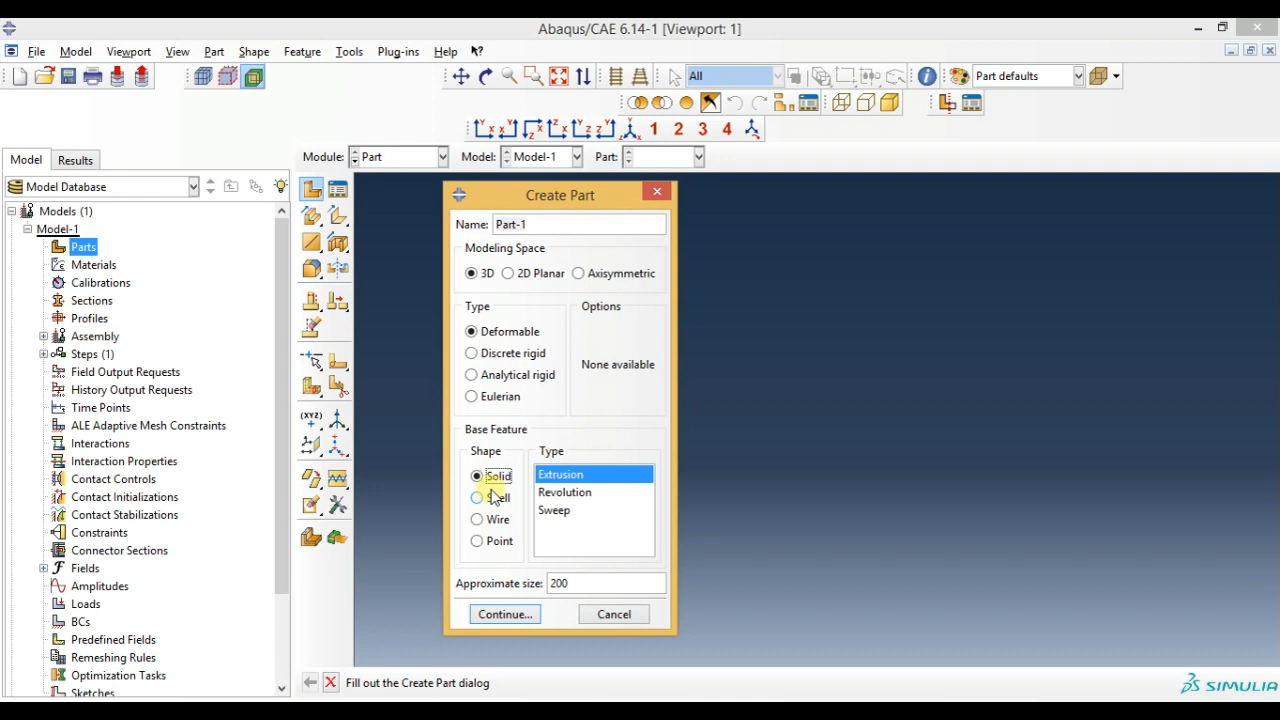 Abaqus/CAE 6.14-1 [Viewport: 1]
File Model Viewport View Part Shape Feature Tools Plug-ins Help
All
Part defaults
1 2 3 4
Model Results
Module: Part Model: Model-1 Part:
Model Database
Models (1)
Model-1
Parts
Materials
Calibrations
Sections
Profiles
Assembly
Steps (1)
Field Output Requests
History Output Requests
Time Points
ALE Adaptive Mesh Constraints
Interactions
Interaction Properties
Contact Controls
Contact Initializations
Contact Stabilizations
Constraints
Connector Sections
Fields
Amplitudes
Loads
BCs
Predefined Fields
Remeshing Rules
Optimization Tasks
Sketches
(XYZ)
Create Part
Name: Part-1
Modeling Space
3D 2D Planar Axisymmetric
Type
Deformable
Discrete rigid
Analytical rigid
Eulerian
Options
None available
Base Feature
Shape
Solid
Shell
Wire
Point
Type
Extrusion
Revolution
Sweep
Approximate size: 200
Continue... Cancel
Fill out the Create Part dialog
SIMULIA